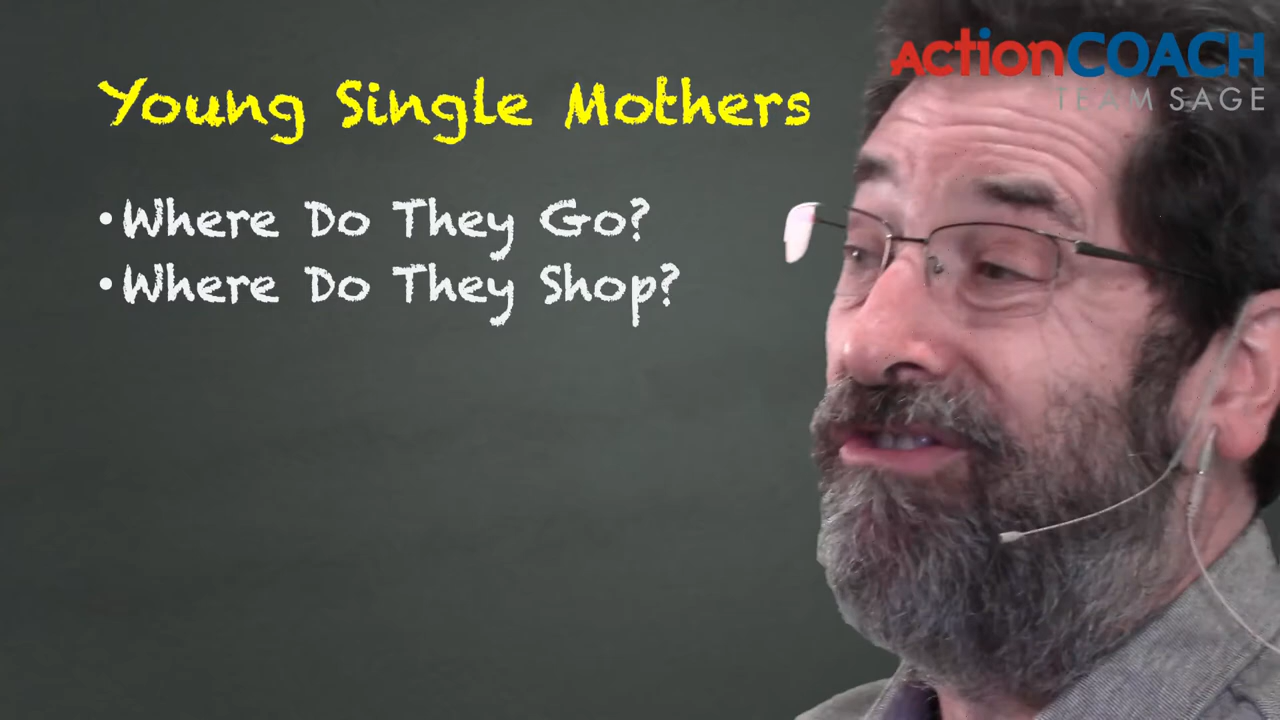 ActionCOACH
TEAM SAGE
Young Single Mothers
• Where Do They Go?
• Where Do They Shop?